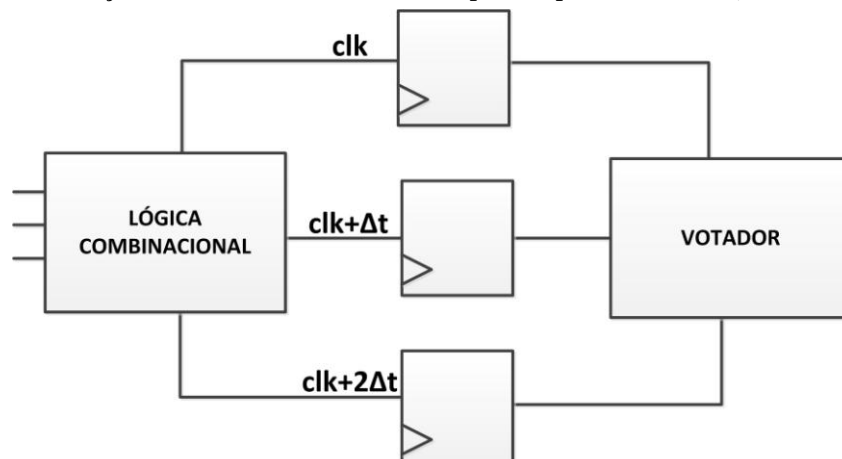 clk
LÓGICA
COMBINACIONAL
clk+Δt
VOTADOR
clk+2Δt